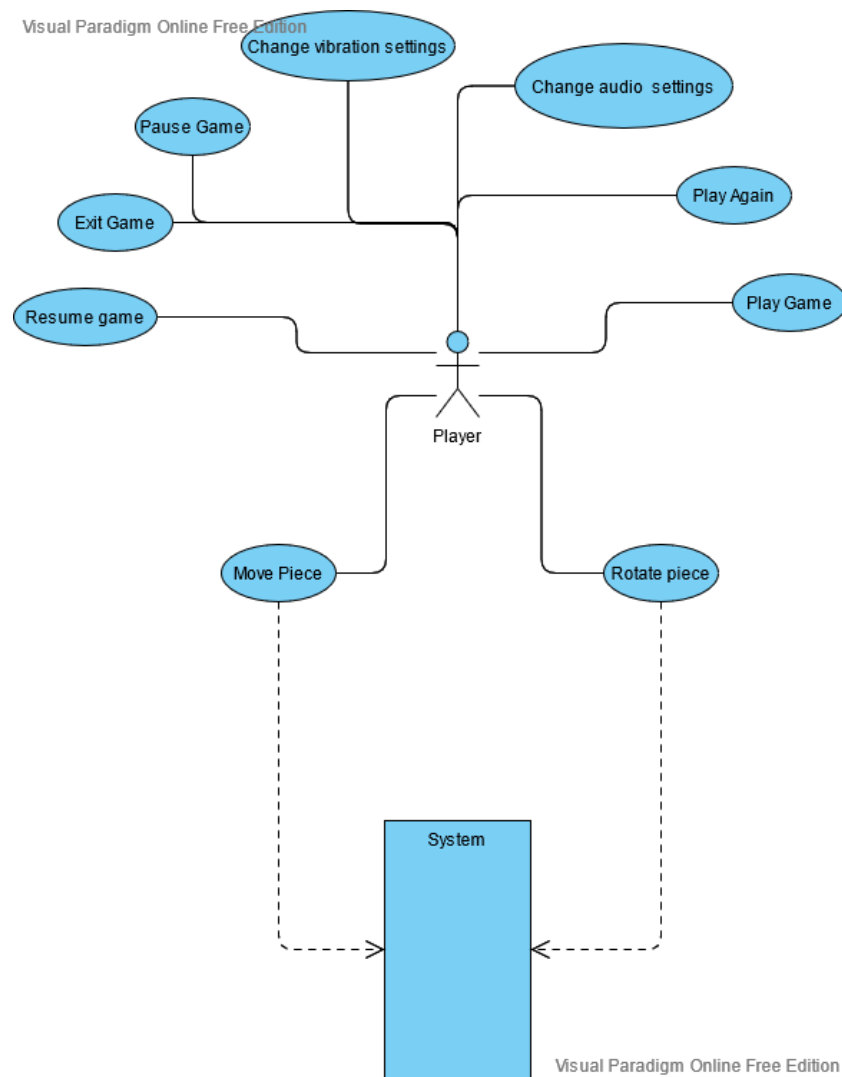 Visual Paradigm Online Free Edition
Change vibration settings
Change audio settings
Pause Game
Play Again
Exit Game
Play Game
Resume game
Player
Move Piece
Rotate piece
System
Visual Paradigm Online Free Edition